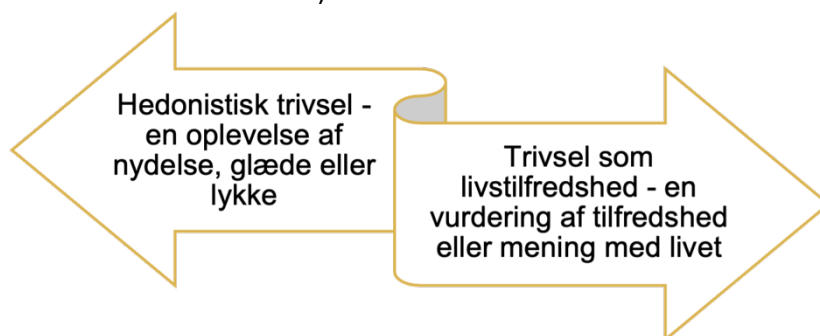 Hedonistisk trivsel -
en oplevelse af
nydelse, glæde eller
lykke
Trivsel som
livstilfredshed - en
vurdering af tilfredshed
eller mening med livet